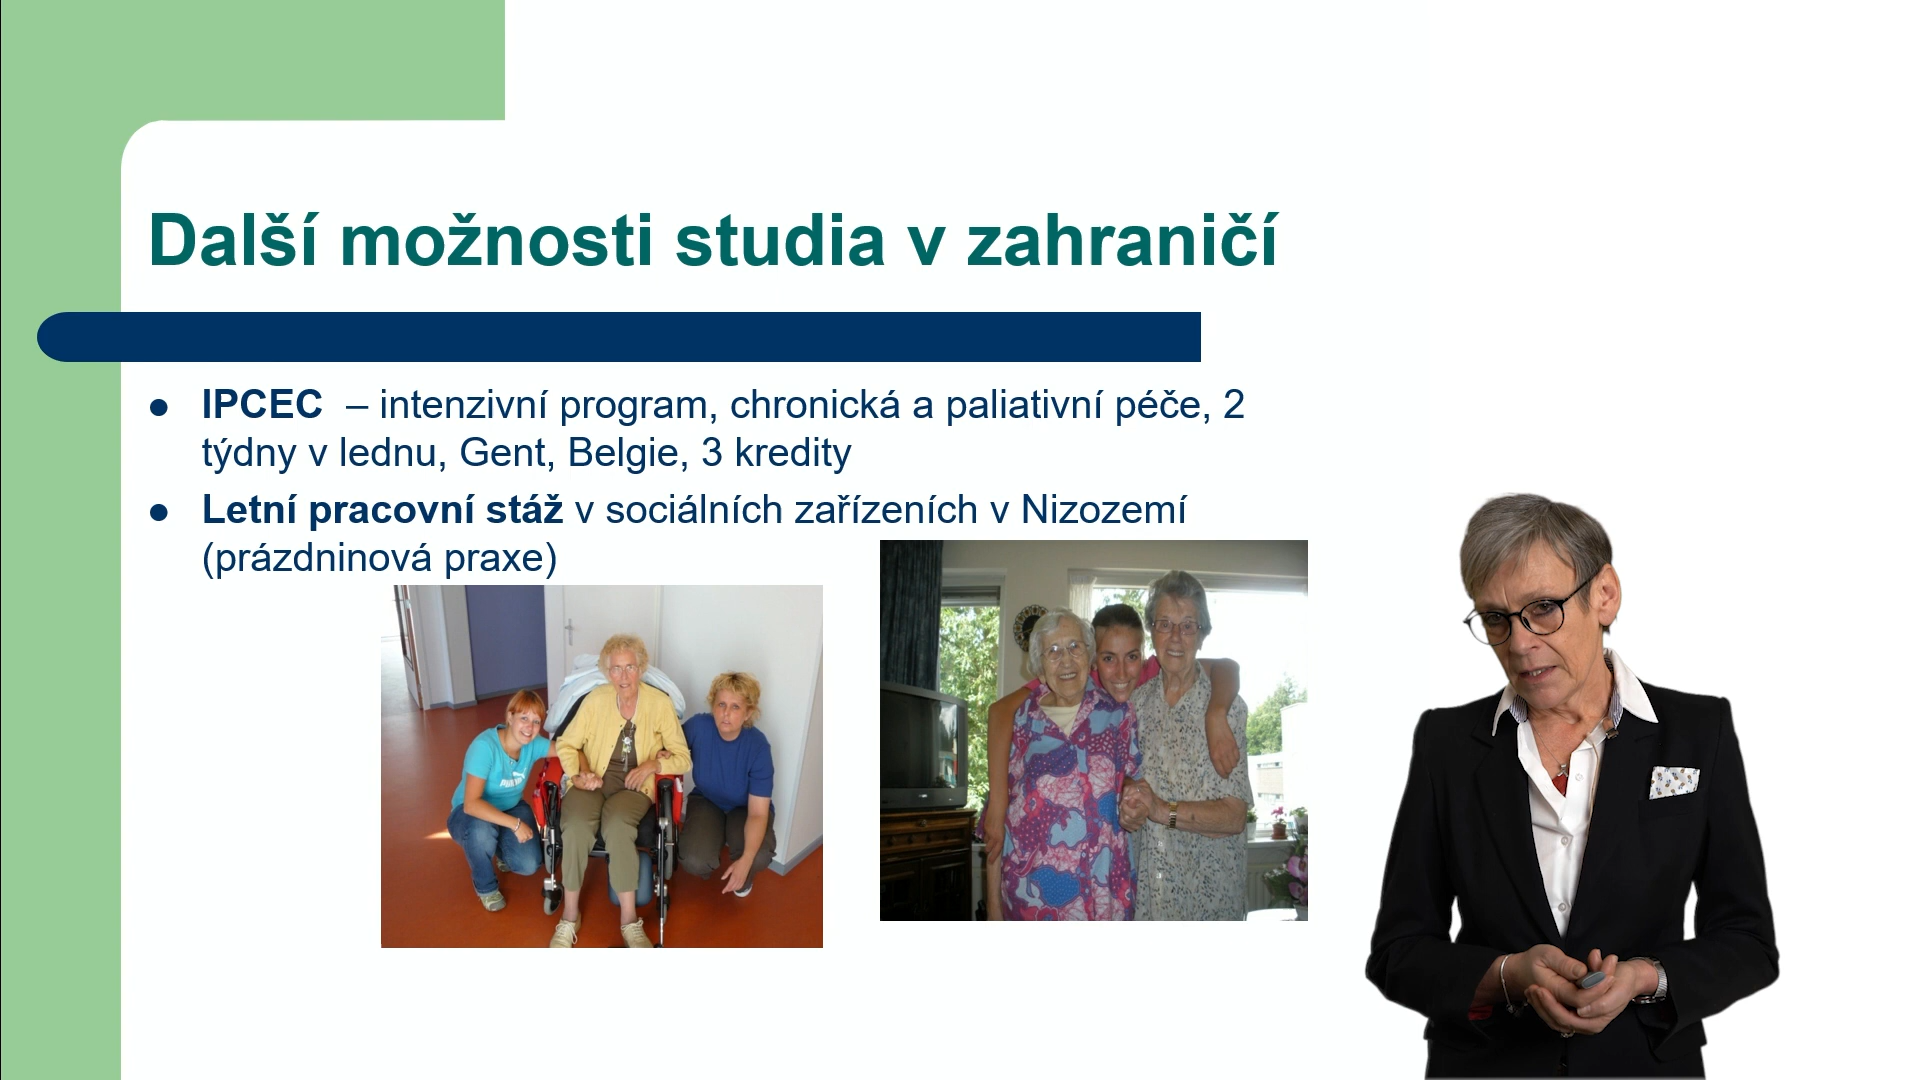 Další možnosti studia v zahraničí
● IPCEC – intenzivní program, chronická a paliativní péče, 2
týdny v lednu, Gent, Belgie, 3 kredity
● Letní pracovní stáž v sociálních zařízeních v Nizozemí
(prázdninová praxe)